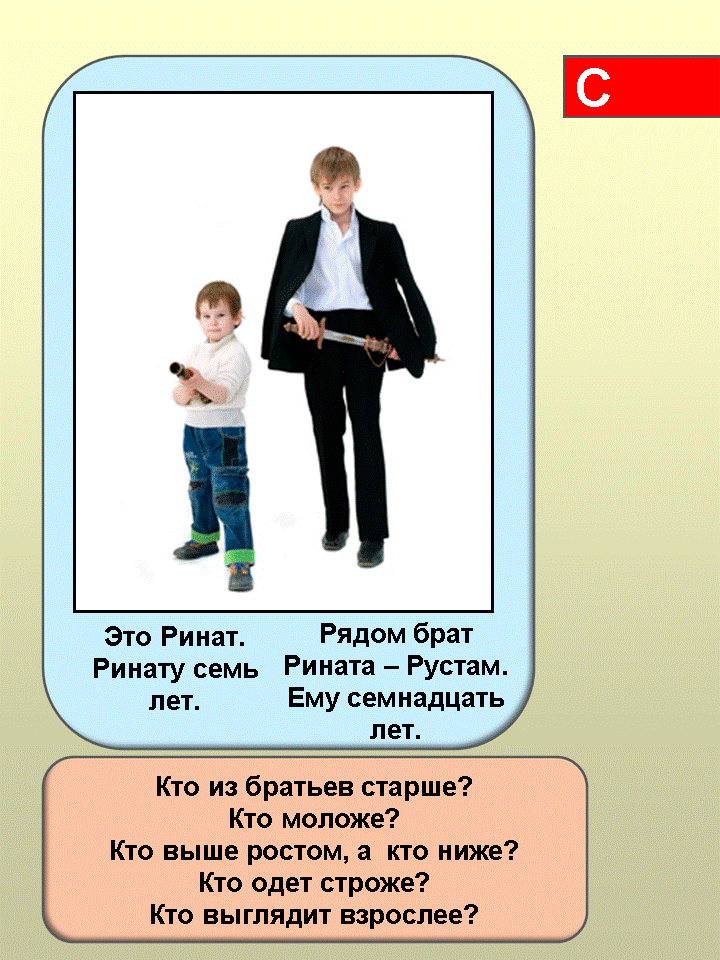 С
Это Ринат.
Ринату семь
лет.
Рядом брат
Рината – Рустам.
Ему семнадцать
лет.
Кто из братьев старше?
Кто моложе?
Кто выше ростом, а  кто ниже?
Кто одет строже?
Кто выглядит взрослее?